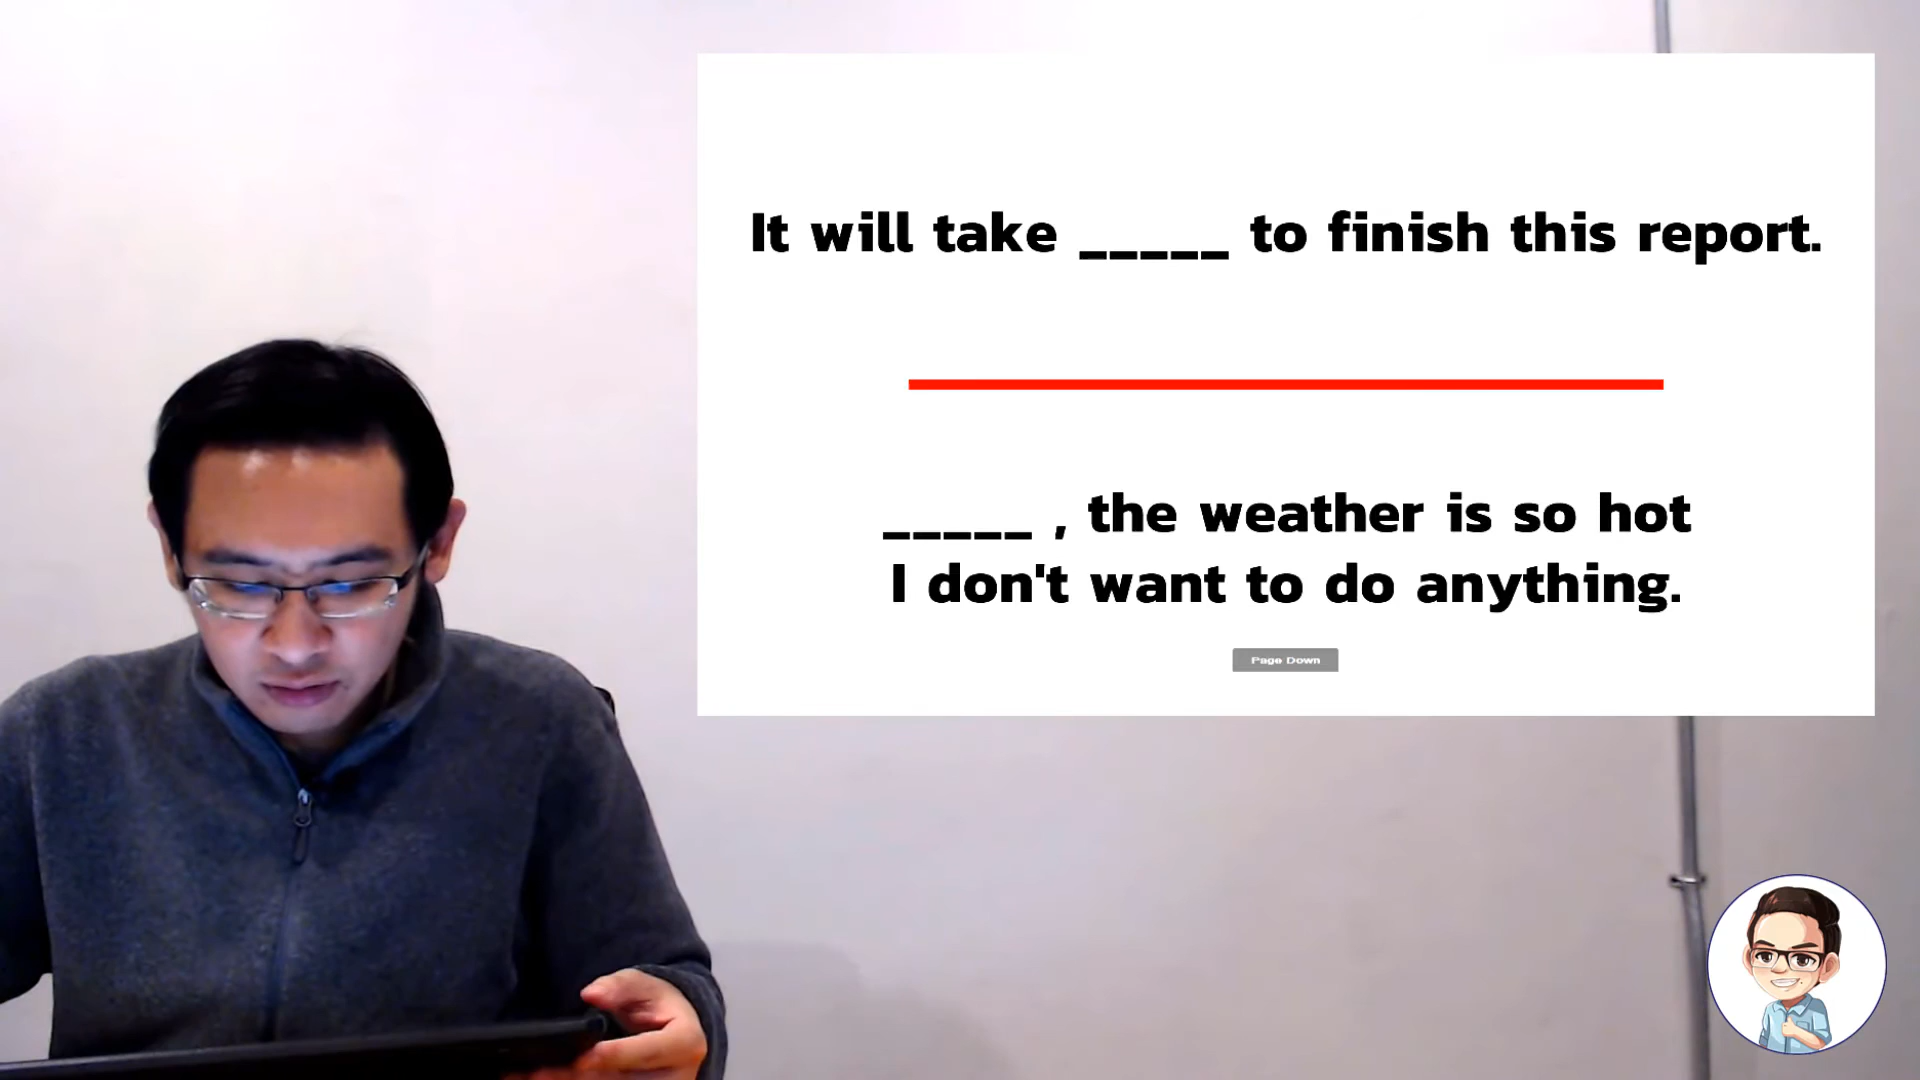 It will take _____ to finish this report.
_____ , the weather is so hot
I don't want to do anything.
Page Down